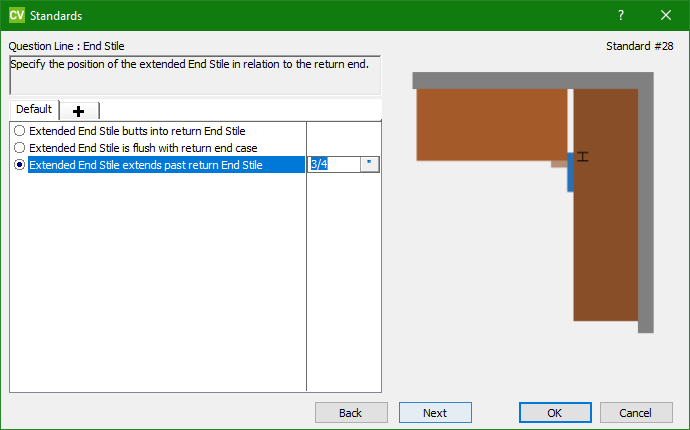 CV Standards ? ×
Question Line : End Stile Standard #28
Specify the position of the extended End Stile in relation to the return end.
Default +
Extended End Stile butts into return End Stile
Extended End Stile is flush with return end case
Extended End Stile extends past return End Stile 3/4 "
Back Next OK Cancel